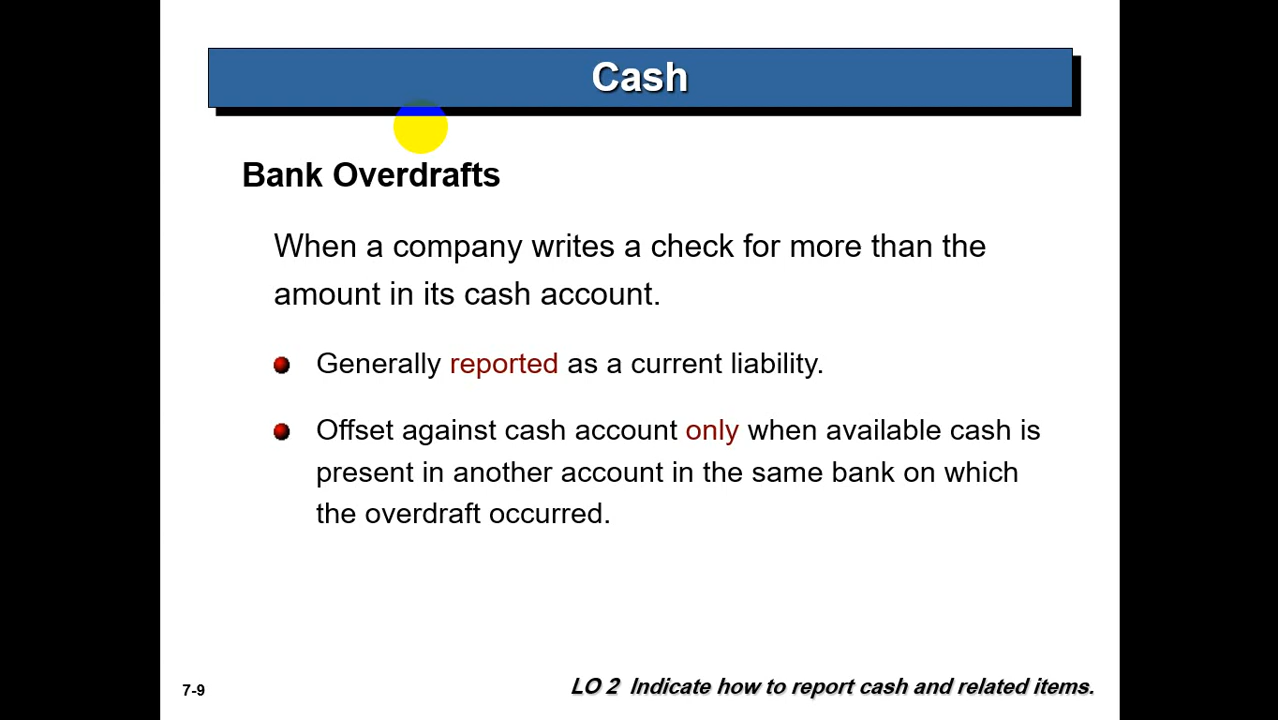 Cash
Bank Overdrafts
When a company writes a check for more than the
amount in its cash account.
Generally reported as a current liability.
Offset against cash account only when available cash is
present in another account in the same bank on which
the overdraft occurred.
7-9
LO 2 Indicate how to report cash and related items.